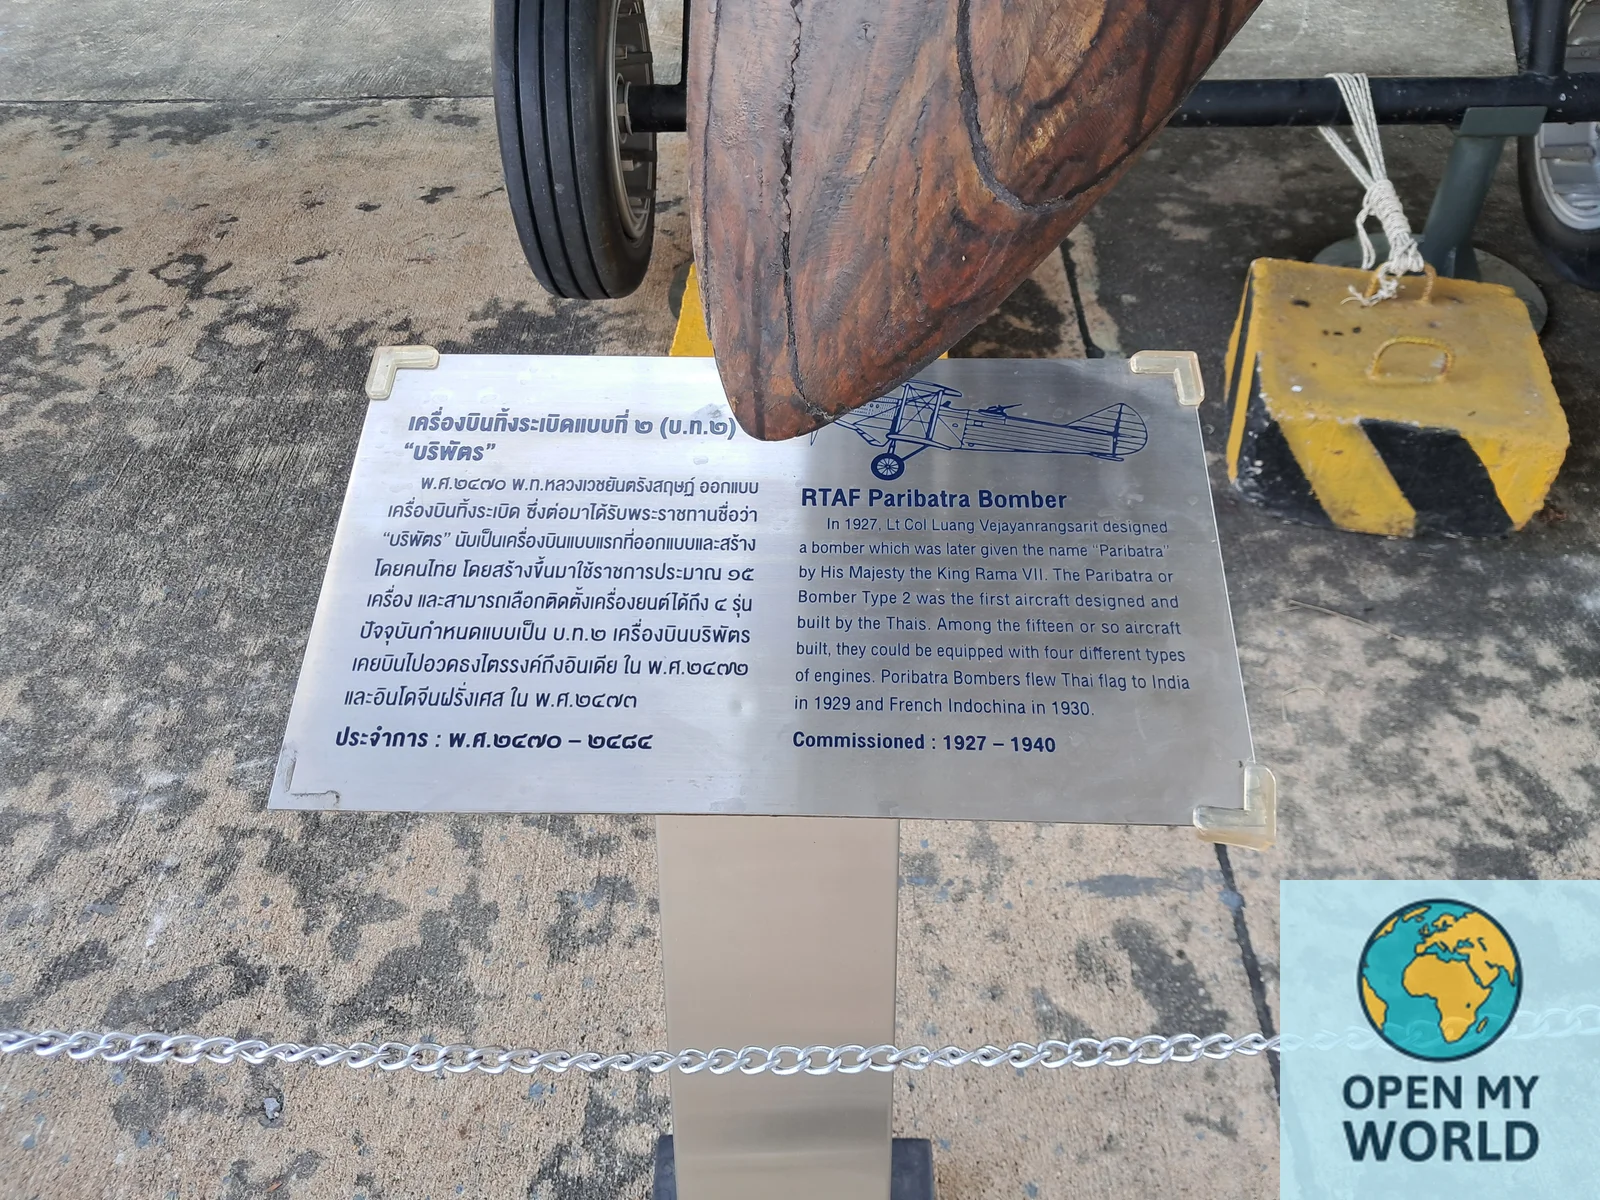 เครื่องบินทิ้งระเบิดแบบที่ ๒ (บ.ท.๒)
“บริพัตร”
พ.ศ.๒๔๗๐ พ.ท.หลวงเวชยันตรังสฤษฎ์ ออกแบบ
เครื่องบินทิ้งระเบิด ซึ่งต่อมาได้รับพระราชทานชื่อว่า
“บริพัตร” นับเป็นเครื่องบินแบบแรกที่ออกแบบและสร้าง
โดยคนไทย โดยสร้างขึ้นมาใช้ราชการประมาณ ๑๕
เครื่อง และสามารถเลือกติดตั้งเครื่องยนต์ได้ถึง ๔ รุ่น
ปัจจุบันกำหนดแบบเป็น บ.ท.๒ เครื่องบินบริพัตร
เคยบินไปอวดธงไตรรงค์ถึงอินเดีย ใน พ.ศ.๒๔๗๒
และอินโดจีนฝรั่งเศส ใน พ.ศ.๒๔๗๓
ประจำการ : พ.ศ.๒๔๗๐ – ๒๔๘๔
RTAF Paribatra Bomber
In 1927, Lt Col Luang Vejayanrangsarit designed
a bomber which was later given the name "Paribatra"
by His Majesty the King Rama VII. The Paribatra or
Bomber Type 2 was the first aircraft designed and
built by the Thais. Among the fifteen or so aircraft
built, they could be equipped with four different types
of engines. Poribatra Bombers flew Thai flag to India
in 1929 and French Indochina in 1930.
Commissioned : 1927 – 1940
OPEN MY
WORLD